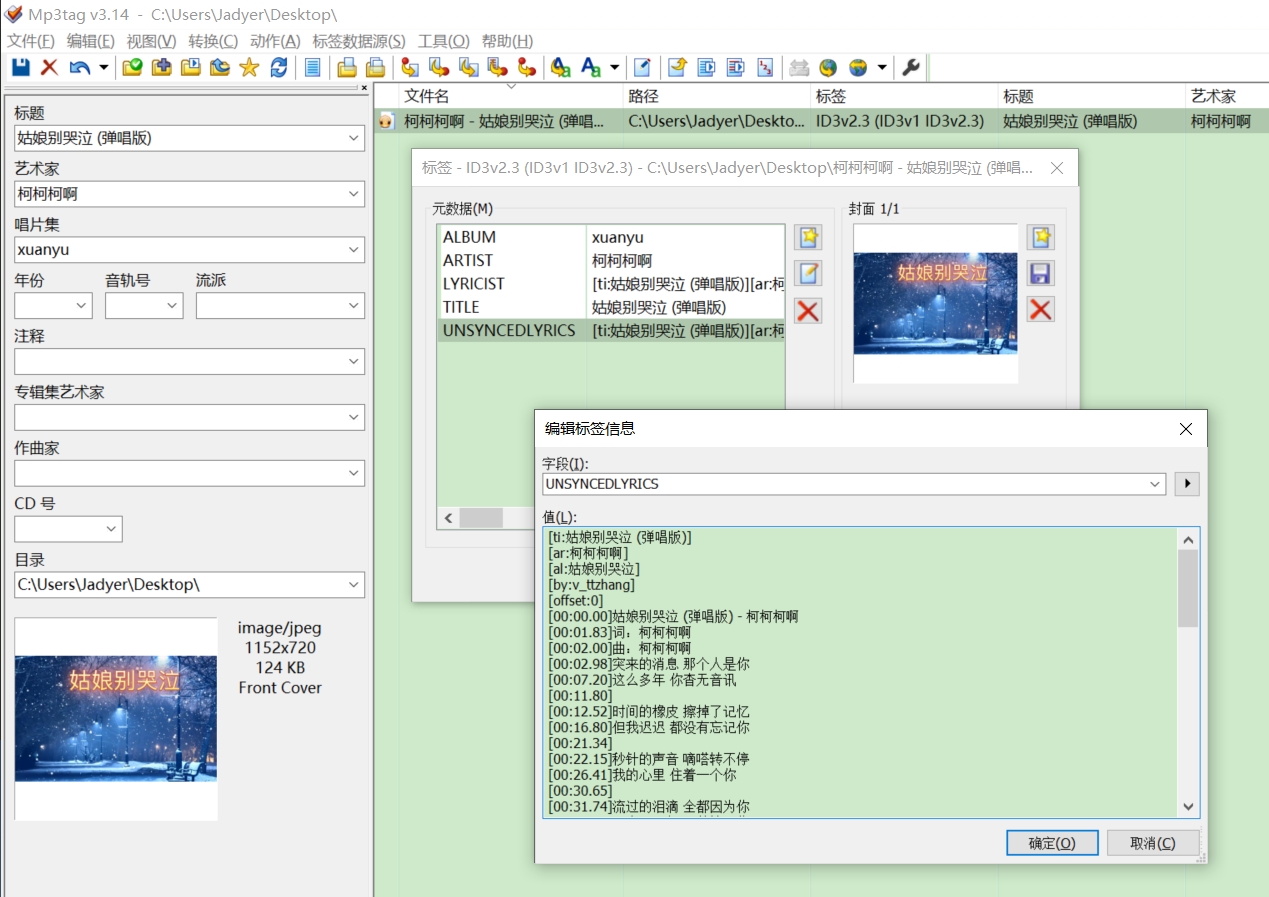 Mp3tag v3.14 - C:\Users\Jadyer\Desktop\
文件(F) 编辑(E) 视图(V) 转换(C) 动作(A) 标签数据源(S) 工具(O) 帮助(H)
标题
姑娘别哭泣 (弹唱版)
艺术家
柯柯柯啊
唱片集
xuanyu
年份 音轨号 流派
注释
专辑集艺术家
作曲家
CD 号
目录
C:\Users\Jadyer\Desktop\
姑娘别哭泣
image/jpeg
1152x720
124 KB
Front Cover
文件名 路径 标签 标题 艺术家
柯柯柯啊 - 姑娘别哭泣 (弹唱... C:\Users\Jadyer\Deskto... ID3v2.3 (ID3v1 ID3v2.3) 姑娘别哭泣 (弹唱版) 柯柯柯啊
标签 - ID3v2.3 (ID3v1 ID3v2.3) - C:\Users\Jadyer\Desktop\柯柯柯啊 - 姑娘别哭泣 (弹唱...
元数据(M)
ALBUM xuanyu
ARTIST 柯柯柯啊
LYRICIST [ti:姑娘别哭泣 (弹唱版)][ar:柯
TITLE 姑娘别哭泣 (弹唱版)
UNSYNCEDLYRICS [ti:姑娘别哭泣 (弹唱版)][ar:柯
封面 1/1
姑娘别哭泣
编辑标签信息
字段(I):
UNSYNCEDLYRICS
值(L):
[ti:姑娘别哭泣 (弹唱版)]
[ar:柯柯柯啊]
[al:姑娘别哭泣]
[by:v_ttzhang]
[offset:0]
[00:00.00]姑娘别哭泣 (弹唱版) - 柯柯柯啊
[00:01.83]词：柯柯柯啊
[00:02.00]曲：柯柯柯啊
[00:02.98]突来的消息 那个人是你
[00:07.20]这么多年 你杳无音讯
[00:11.80]
[00:12.52]时间的橡皮 擦掉了记忆
[00:16.80]但我迟迟 都没有忘记你
[00:21.34]
[00:22.15]秒针的声音 嘀嗒转不停
[00:26.41]我的心里 住着一个你
[00:30.65]
[00:31.74]流过的泪滴 全都因为你
确定(O) 取消(C)